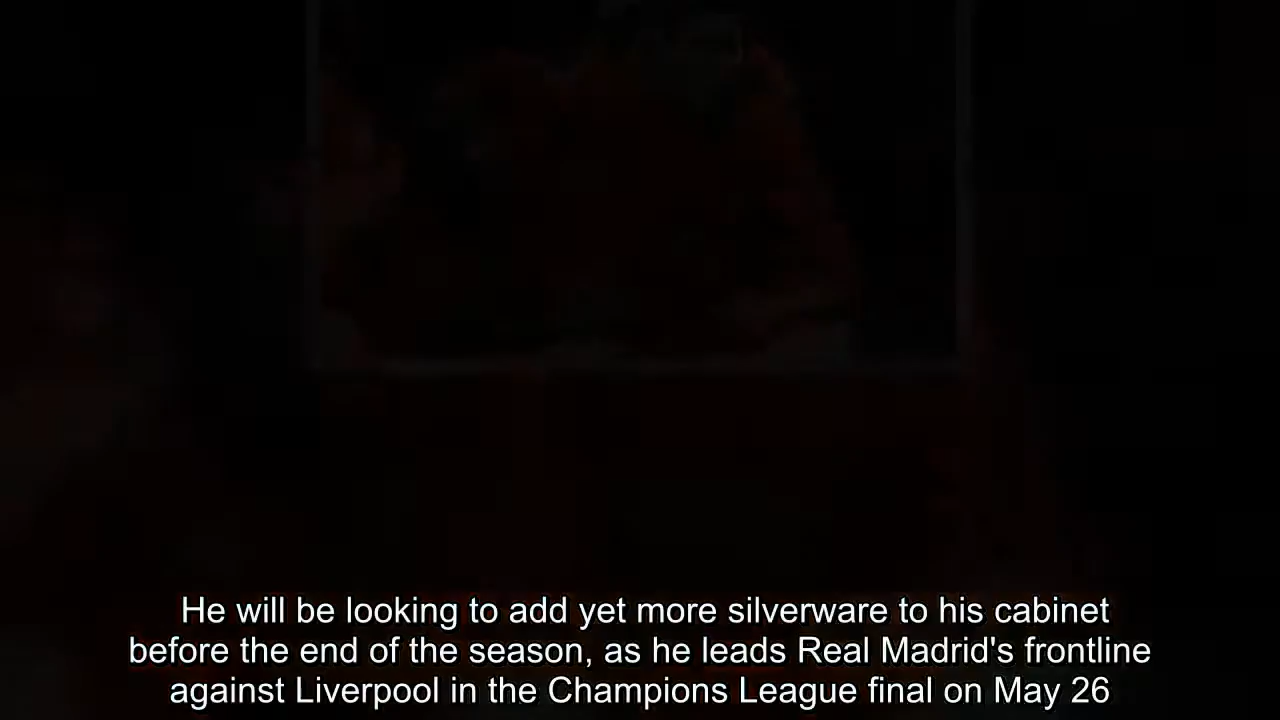 He will be looking to add yet more silverware to his cabinet
before the end of the season, as he leads Real Madrid's frontline
against Liverpool in the Champions League final on May 26